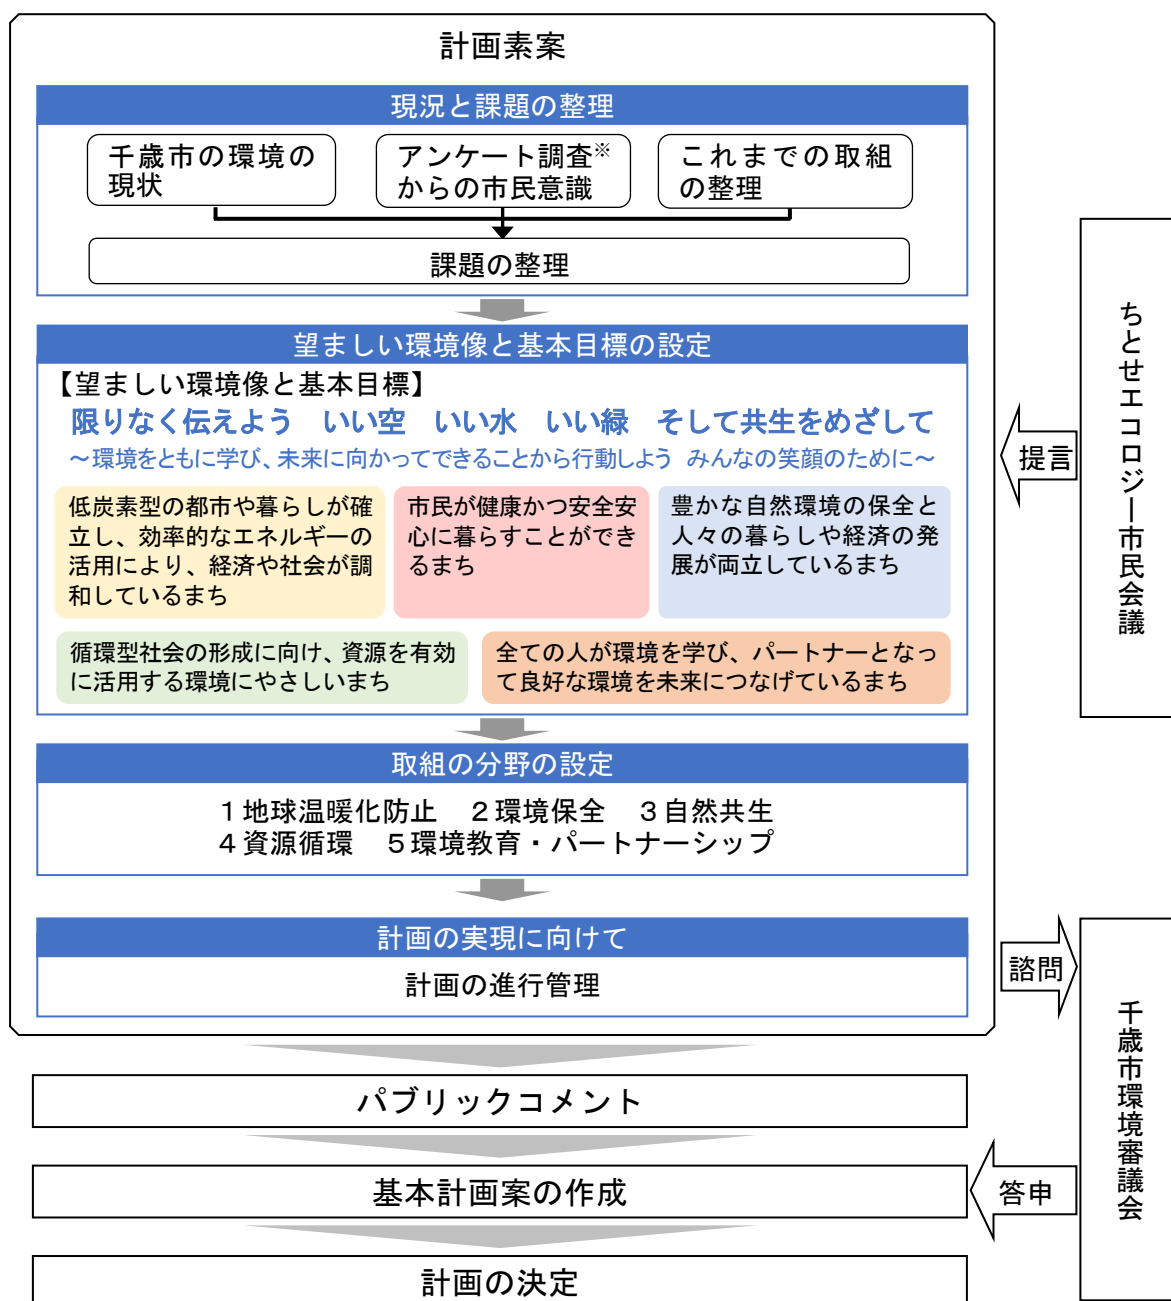 計画素案
現況と課題の整理
千歳市の環境の
現状
アンケート調査※
からの市民意識
これまでの取組
の整理
課題の整理
望ましい環境像と基本目標の設定
【望ましい環境像と基本目標】
限りなく伝えよう　いい空　いい水　いい緑　そして共生をめざして
～環境をともに学び、未来に向かってできることから行動しよう　みんなの笑顔のために～
低炭素型の都市や暮らしが確
立し、効率的なエネルギーの
活用により、経済や社会が調
和しているまち
市民が健康かつ安全安
心に暮らすことができ
るまち
豊かな自然環境の保全と
人々の暮らしや経済の発
展が両立しているまち
循環型社会の形成に向け、資源を有効
に活用する環境にやさしいまち
全ての人が環境を学び、パートナーとなっ
て良好な環境を未来につなげているまち
取組の分野の設定
１地球温暖化防止　２環境保全　３自然共生
４資源循環　５環境教育・パートナーシップ
計画の実現に向けて
計画の進行管理
パブリックコメント
基本計画案の作成
計画の決定
提言
ちとせエコロジー市民会議
諮問
答申
千歳市環境審議会